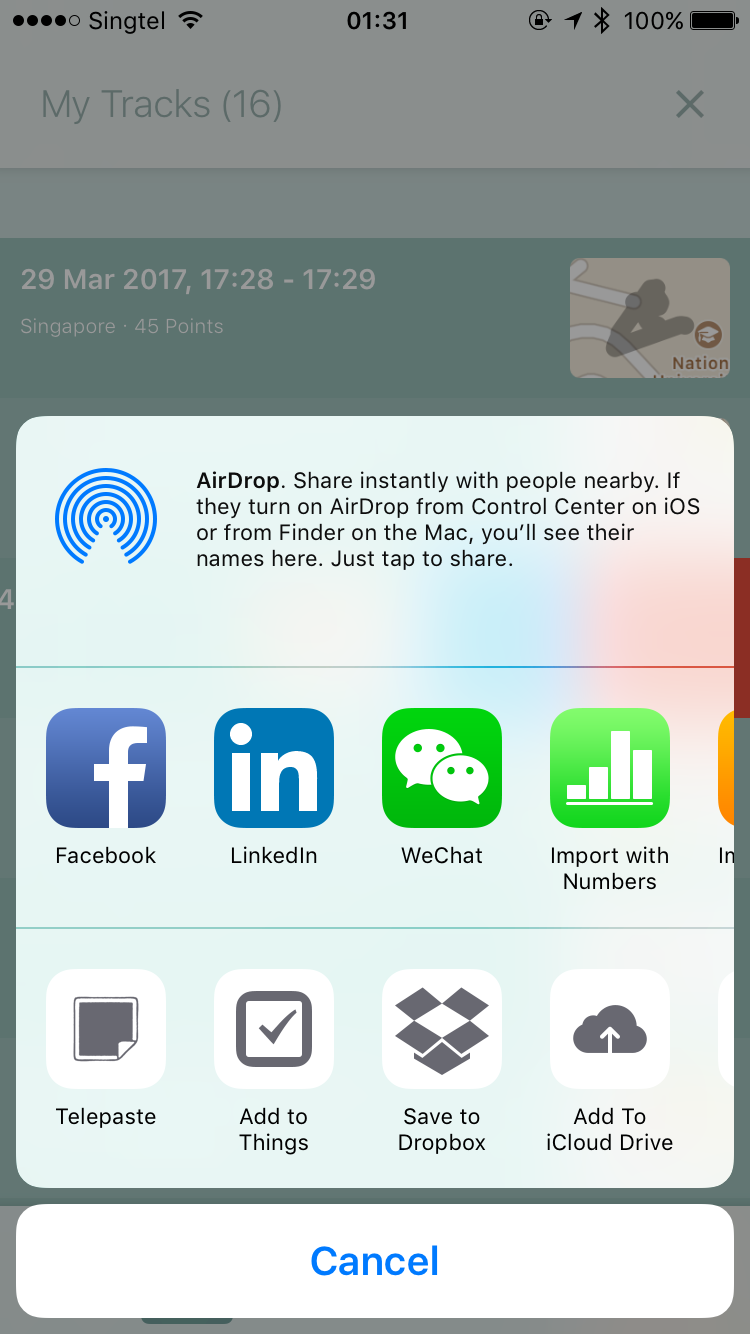 Singtel 01:31 100%
My Tracks (16)
29 Mar 2017, 17:28 - 17:29
Singapore · 45 Points
Nation
AirDrop. Share instantly with people nearby. If
they turn on AirDrop from Control Center on iOS
or from Finder on the Mac, you’ll see their
names here. Just tap to share.
4
Facebook
LinkedIn
WeChat
Import with
Numbers
Telepaste
Add to
Things
Save to
Dropbox
Add To
iCloud Drive
Cancel